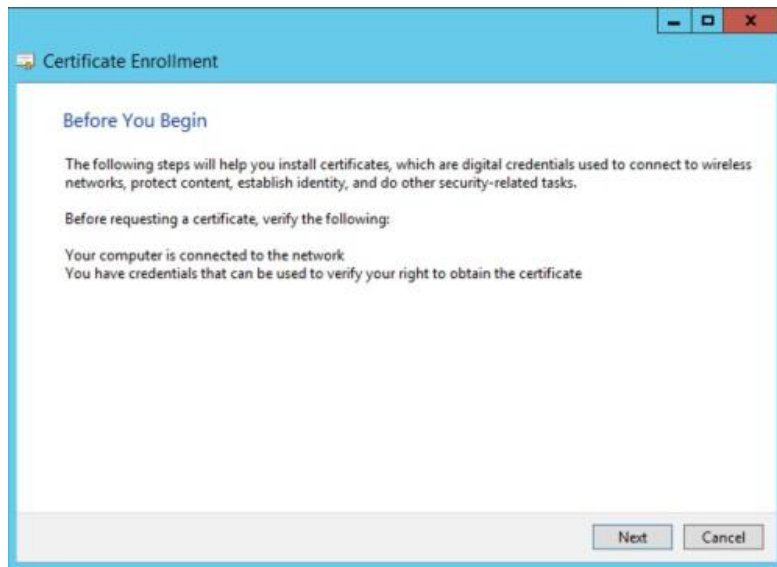 Certificate Enrollment
Before You Begin
The following steps will help you install certificates, which are digital credentials used to connect to wireless
networks, protect content, establish identity, and do other security-related tasks.
Before requesting a certificate, verify the following:
Your computer is connected to the network
You have credentials that can be used to verify your right to obtain the certificate
Next
Cancel